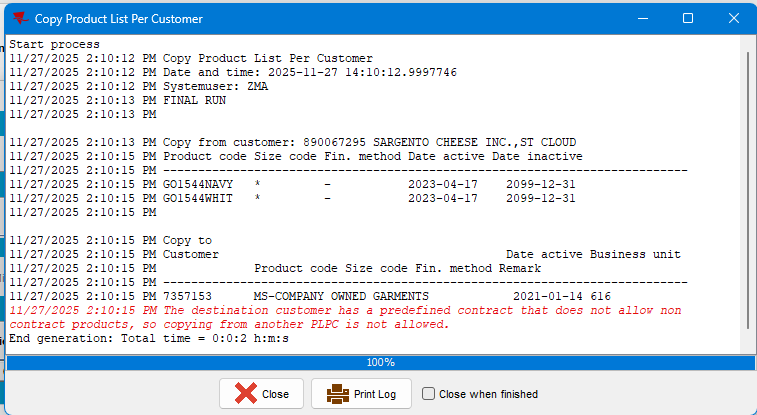 Copy Product List Per Customer
Start process
11/27/2025 2:10:12 PM Copy Product List Per Customer
11/27/2025 2:10:12 PM Date and time: 2025-11-27 14:10:12.9997746
11/27/2025 2:10:12 PM Systemuser: ZMA
11/27/2025 2:10:13 PM FINAL RUN
11/27/2025 2:10:13 PM
11/27/2025 2:10:13 PM Copy from customer: 890067295 SARGENTO CHEESE INC.,ST CLOUD
11/27/2025 2:10:15 PM Product code Size code Fin. method Date active Date inactive
11/27/2025 2:10:15 PM ---------------------------------------------------------------------------
11/27/2025 2:10:15 PM GO1544NAVY * - 2023-04-17 2099-12-31
11/27/2025 2:10:15 PM GO1544WHIT * - 2023-04-17 2099-12-31
11/27/2025 2:10:15 PM
11/27/2025 2:10:15 PM Copy to
11/27/2025 2:10:15 PM Customer Date active Business unit
11/27/2025 2:10:15 PM Product code Size code Fin. method Remark
11/27/2025 2:10:15 PM ---------------------------------------------------------------------------
11/27/2025 2:10:15 PM 7357153 MS-COMPANY OWNED GARMENTS 2021-01-14 616
11/27/2025 2:10:15 PM The destination customer has a predefined contract that does not allow non
contract products, so copying from another PLPC is not allowed.
End generation: Total time = 0:0:2 h:m:s
100%
Close Print Log Close when finished